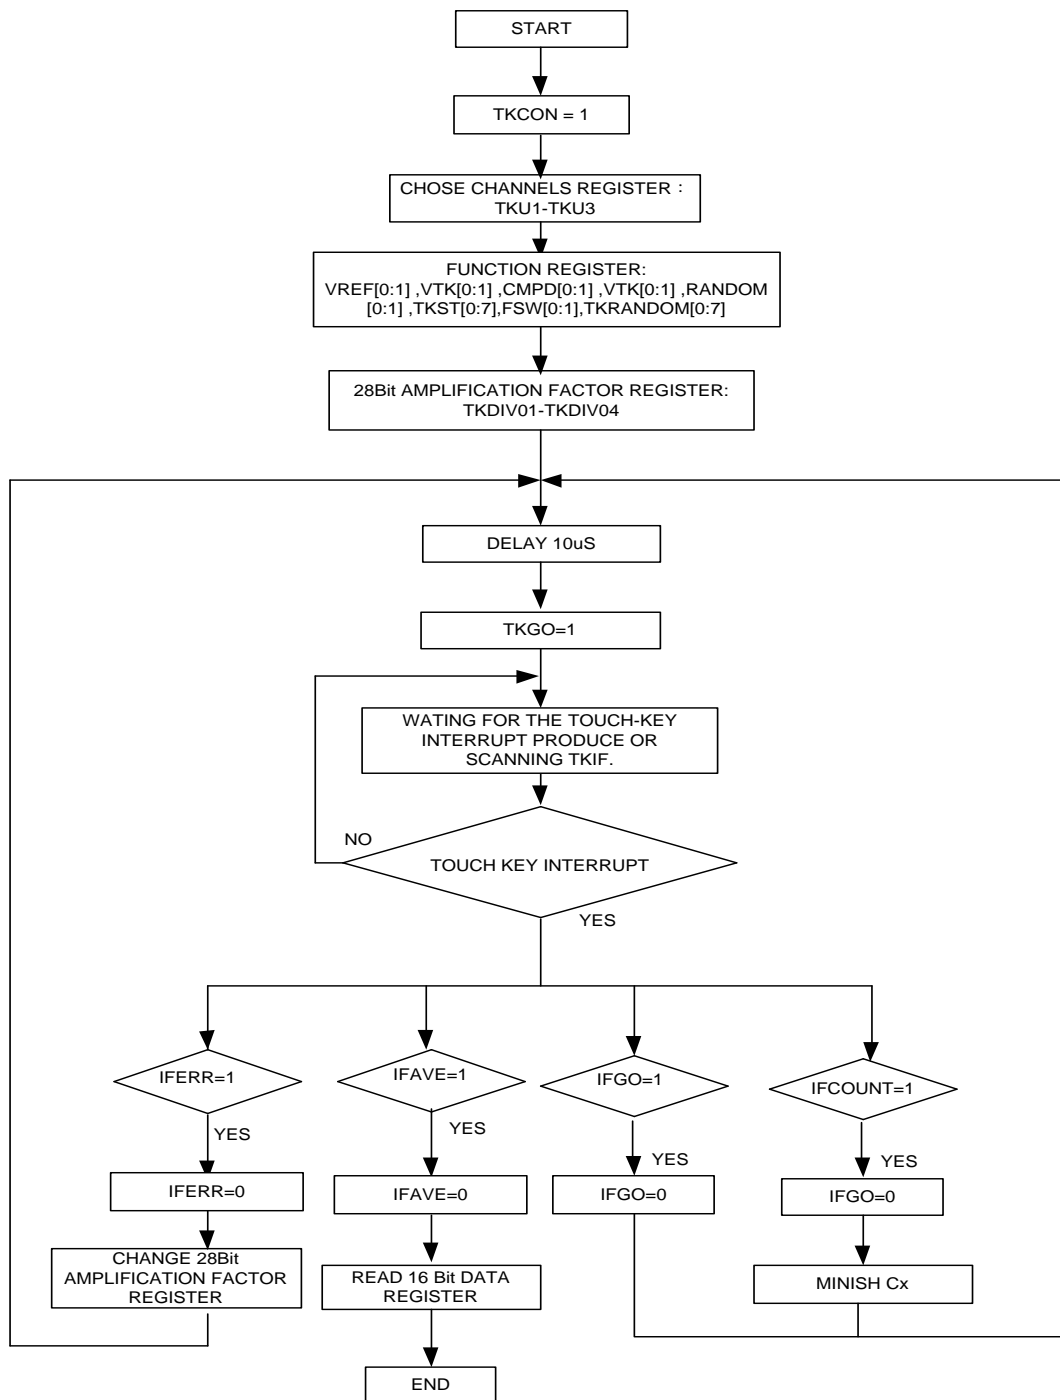 START
TKCON = 1
CHOSE CHANNELS REGISTER：
TKU1-TKU3
FUNCTION REGISTER:
VREF[0:1] ,VTK[0:1] ,CMPD[0:1] ,VTK[0:1] ,RANDOM
[0:1] ,TKST[0:7],FSW[0:1],TKRANDOM[0:7]
28Bit AMPLIFICATION FACTOR REGISTER:
TKDIV01-TKDIV04
DELAY 10uS
TKGO=1
WATING FOR THE TOUCH-KEY
INTERRUPT PRODUCE OR
SCANNING TKIF.
NO
TOUCH KEY INTERRUPT
YES
IFERR=1
IFAVE=1
IFGO=1
IFCOUNT=1
YES
YES
YES
YES
IFERR=0
IFAVE=0
IFGO=0
IFGO=0
CHANGE 28Bit
AMPLIFICATION FACTOR
REGISTER
READ 16 Bit DATA
REGISTER
MINISH Cx
END